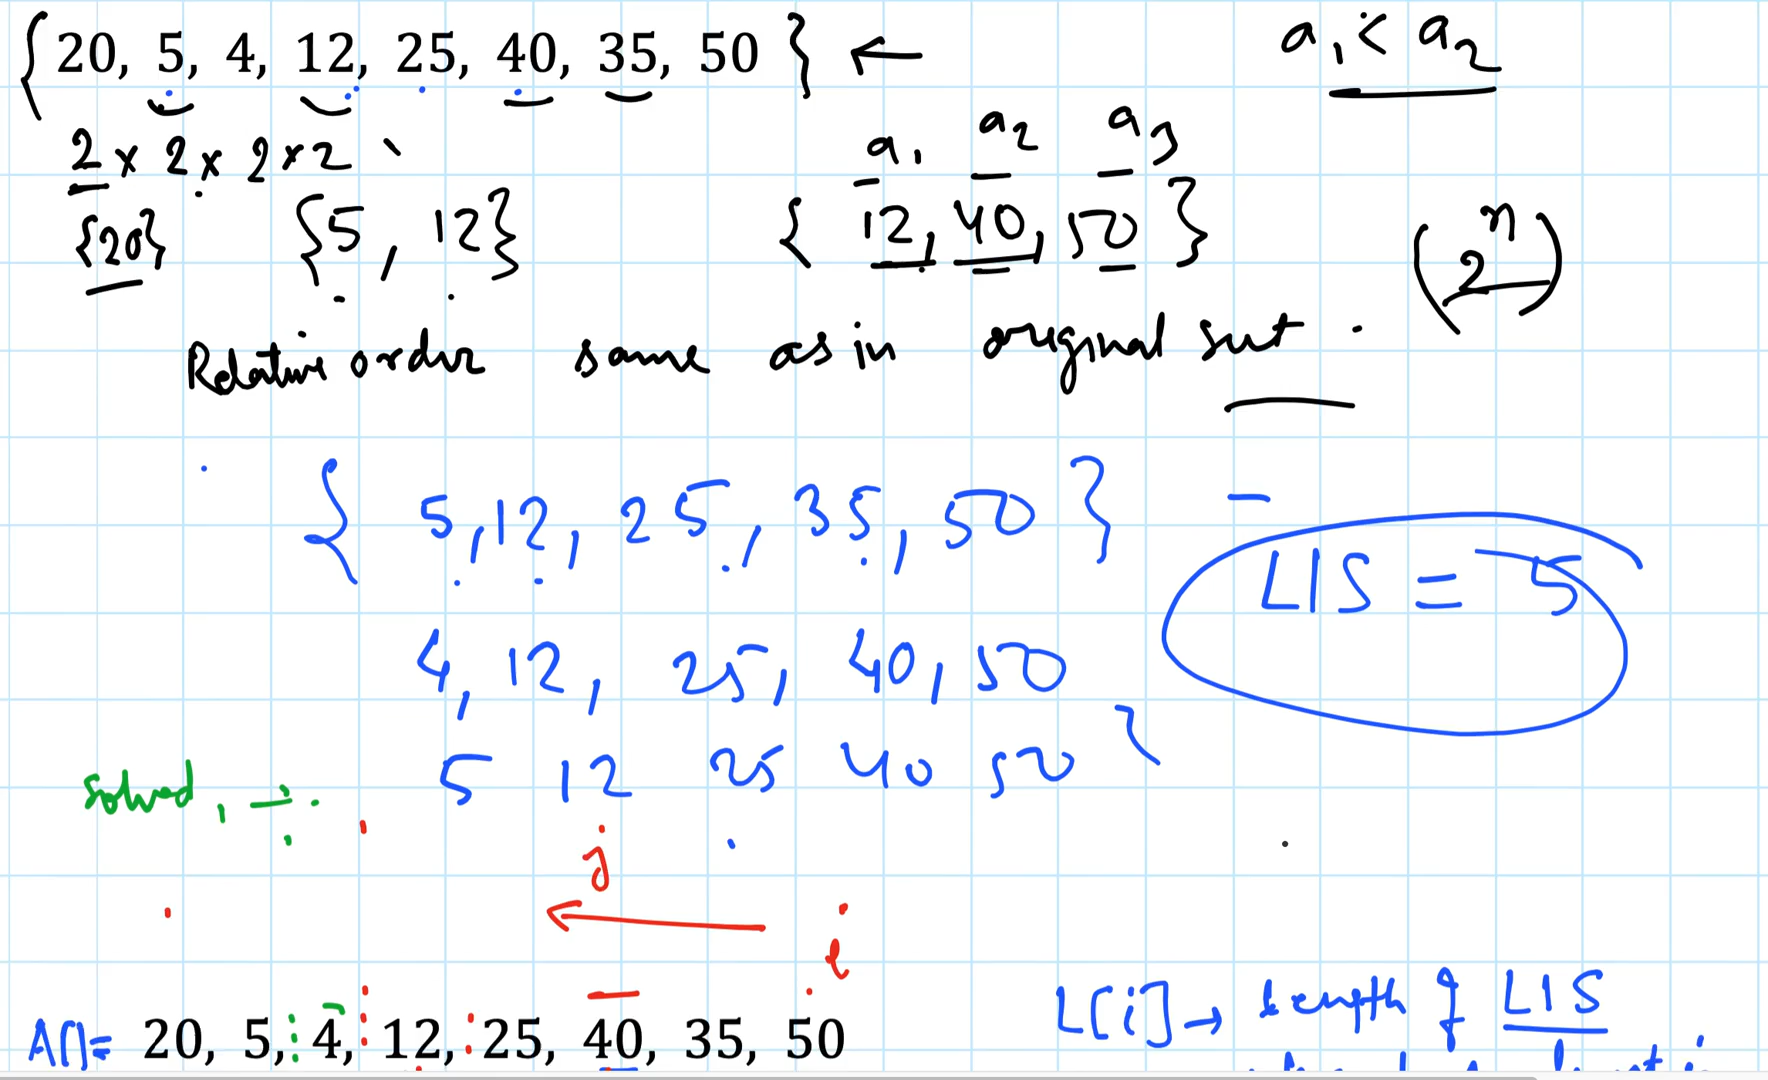 { 20, 5, 4, 12, 25, 40, 35, 50 } ← a1 < a2
2 × 2 × 2 × 2 a1 a2 a3
{20} {5, 12} { 12, 40, 50 } (2^n)
Relative order same as in original set.
{ 5, 12, 25, 35, 50 } -
LIS = 5
4, 12, 25, 40, 50
5 12 25 40 50 }
solved,
j
i
A[]= 20, 5, 4, 12, 25, 40, 35, 50 L[i] → Length of LIS